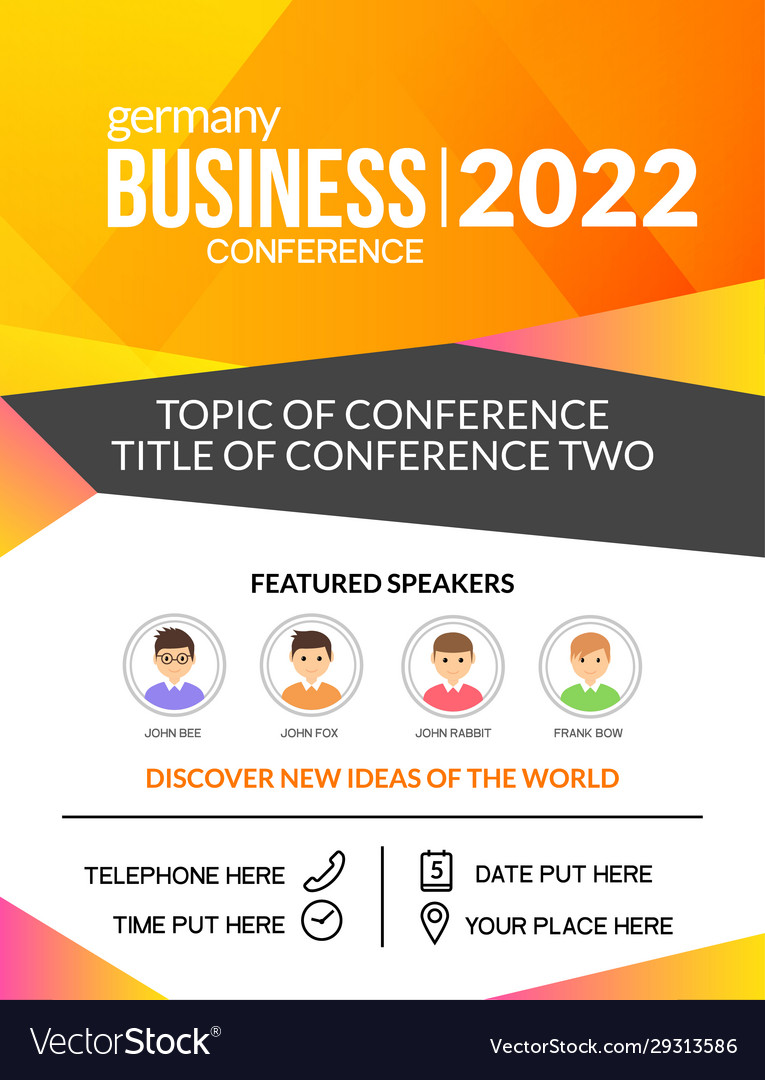 germany
BUSINESS 2022
CONFERENCE
TOPIC OF CONFERENCE
TITLE OF CONFERENCE TWO
FEATURED SPEAKERS
JOHN BEE JOHN FOX JOHN RABBIT FRANK BOW
DISCOVER NEW IDEAS OF THE WORLD
TELEPHONE HERE 5 DATE PUT HERE
TIME PUT HERE YOUR PLACE HERE
VectorStock® VectorStock.com/29313586